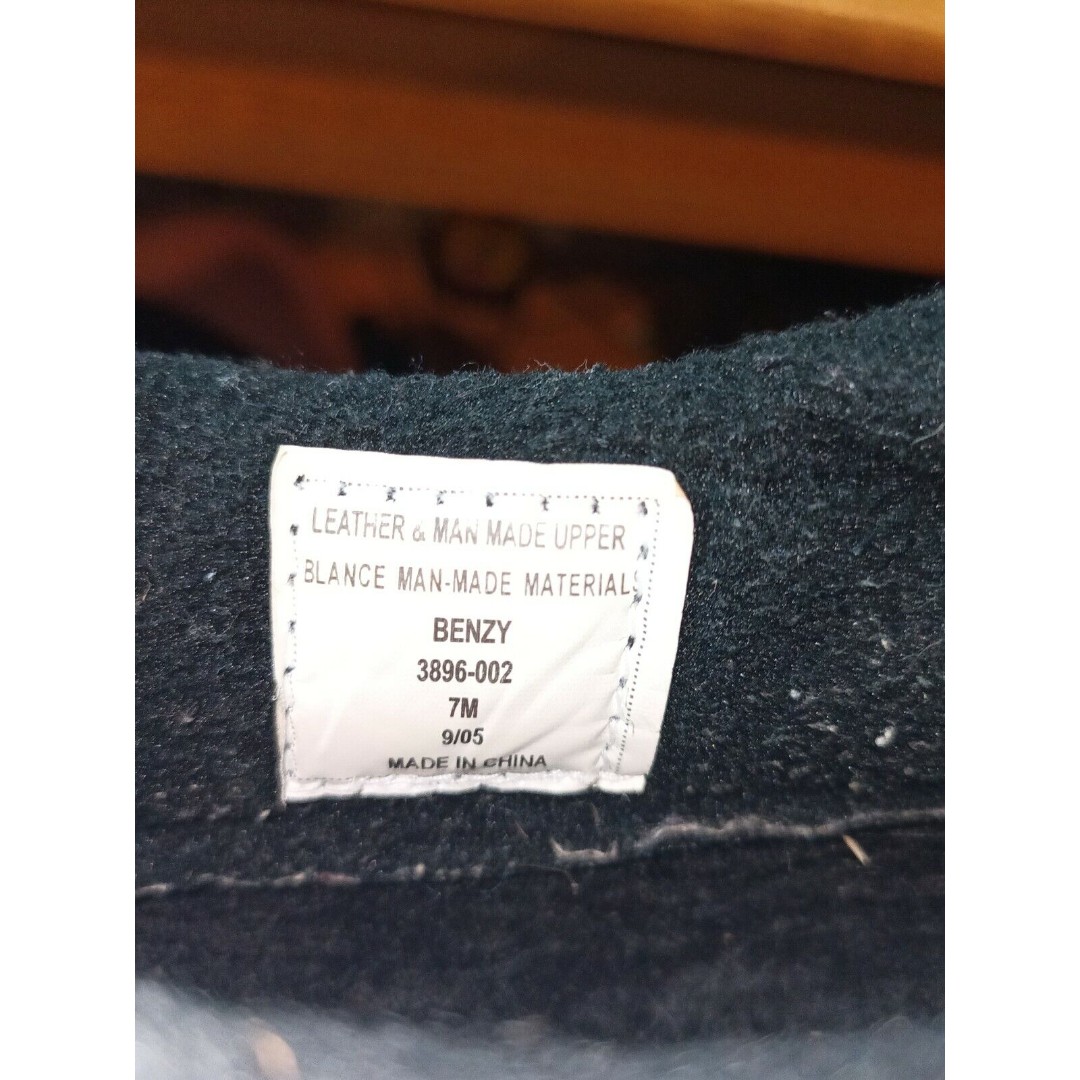 LEATHER & MAN MADE UPPER
BLANCE MAN-MADE MATERIALS
BENZY
3896-002
7M
9/05
MADE IN CHINA